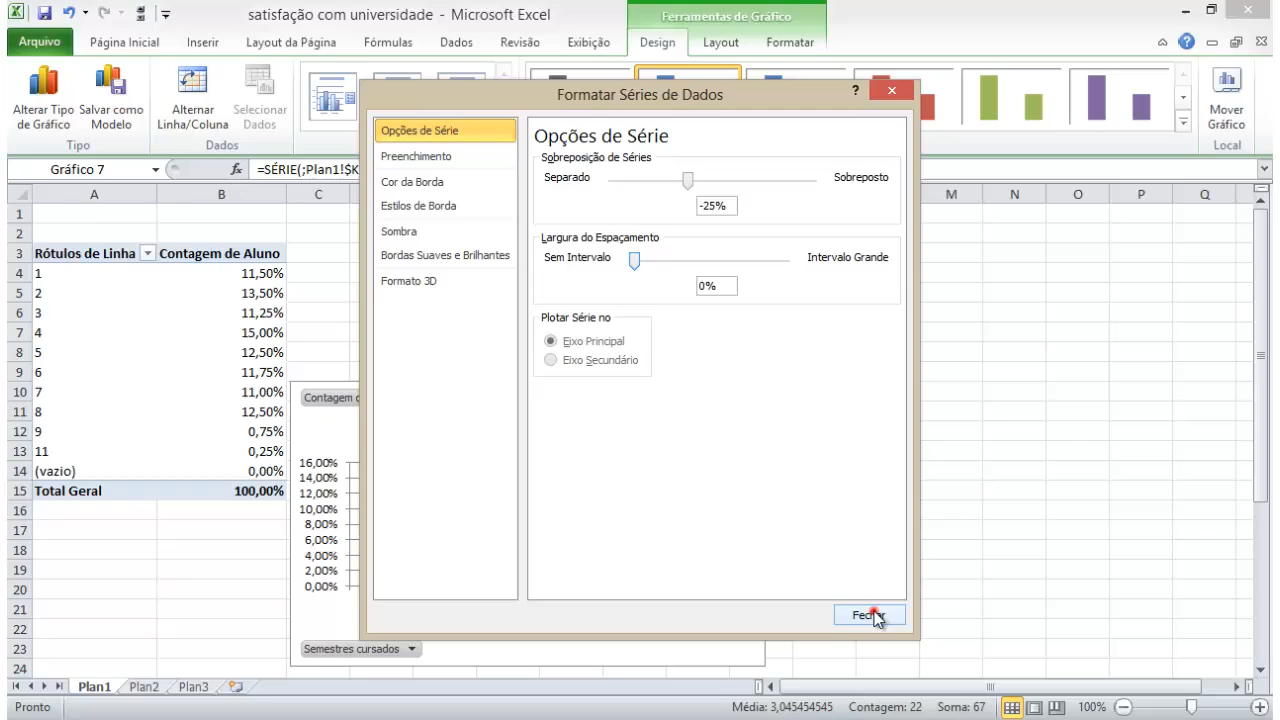 satisfação com universidade - Microsoft Excel
Ferramentas de Gráfico
Arquivo
Página Inicial
Inserir
Layout da Página
Fórmulas
Dados
Revisão
Exibição
Design
Layout
Formatar
Alterar Tipo de Gráfico
Salvar como Modelo
Alternar Linha/Coluna
Selecionar Dados
Mover Gráfico
Tipo
Dados
Local
Gráfico 7
fx
=SÉRIE(;Plan1!$K
A B C M N O P Q
1
2
3 Rótulos de Linha Contagem de Aluno
4 1 11,50%
5 2 13,50%
6 3 11,25%
7 4 15,00%
8 5 12,50%
9 6 11,75%
10 7 11,00%
11 8 12,50%
12 9 0,75%
13 11 0,25%
14 (vazio) 0,00%
15 Total Geral 100,00%
16
17
18
19
20
21
22
23
24
Contagem
16,00%
14,00%
12,00%
10,00%
8,00%
6,00%
4,00%
2,00%
0,00%
Semestres cursados
Formatar Séries de Dados
?
Opções de Série
Preenchimento
Cor da Borda
Estilos de Borda
Sombra
Bordas Suaves e Brilhantes
Formato 3D
Opções de Série
Sobreposição de Séries
Separado Sobreposto
-25%
Largura do Espaçamento
Sem Intervalo Intervalo Grande
0%
Plotar Série no
Eixo Principal
Eixo Secundário
Fechar
Plan1 Plan2 Plan3
Pronto
Média: 3,045454545 Contagem: 22 Soma: 67 100%